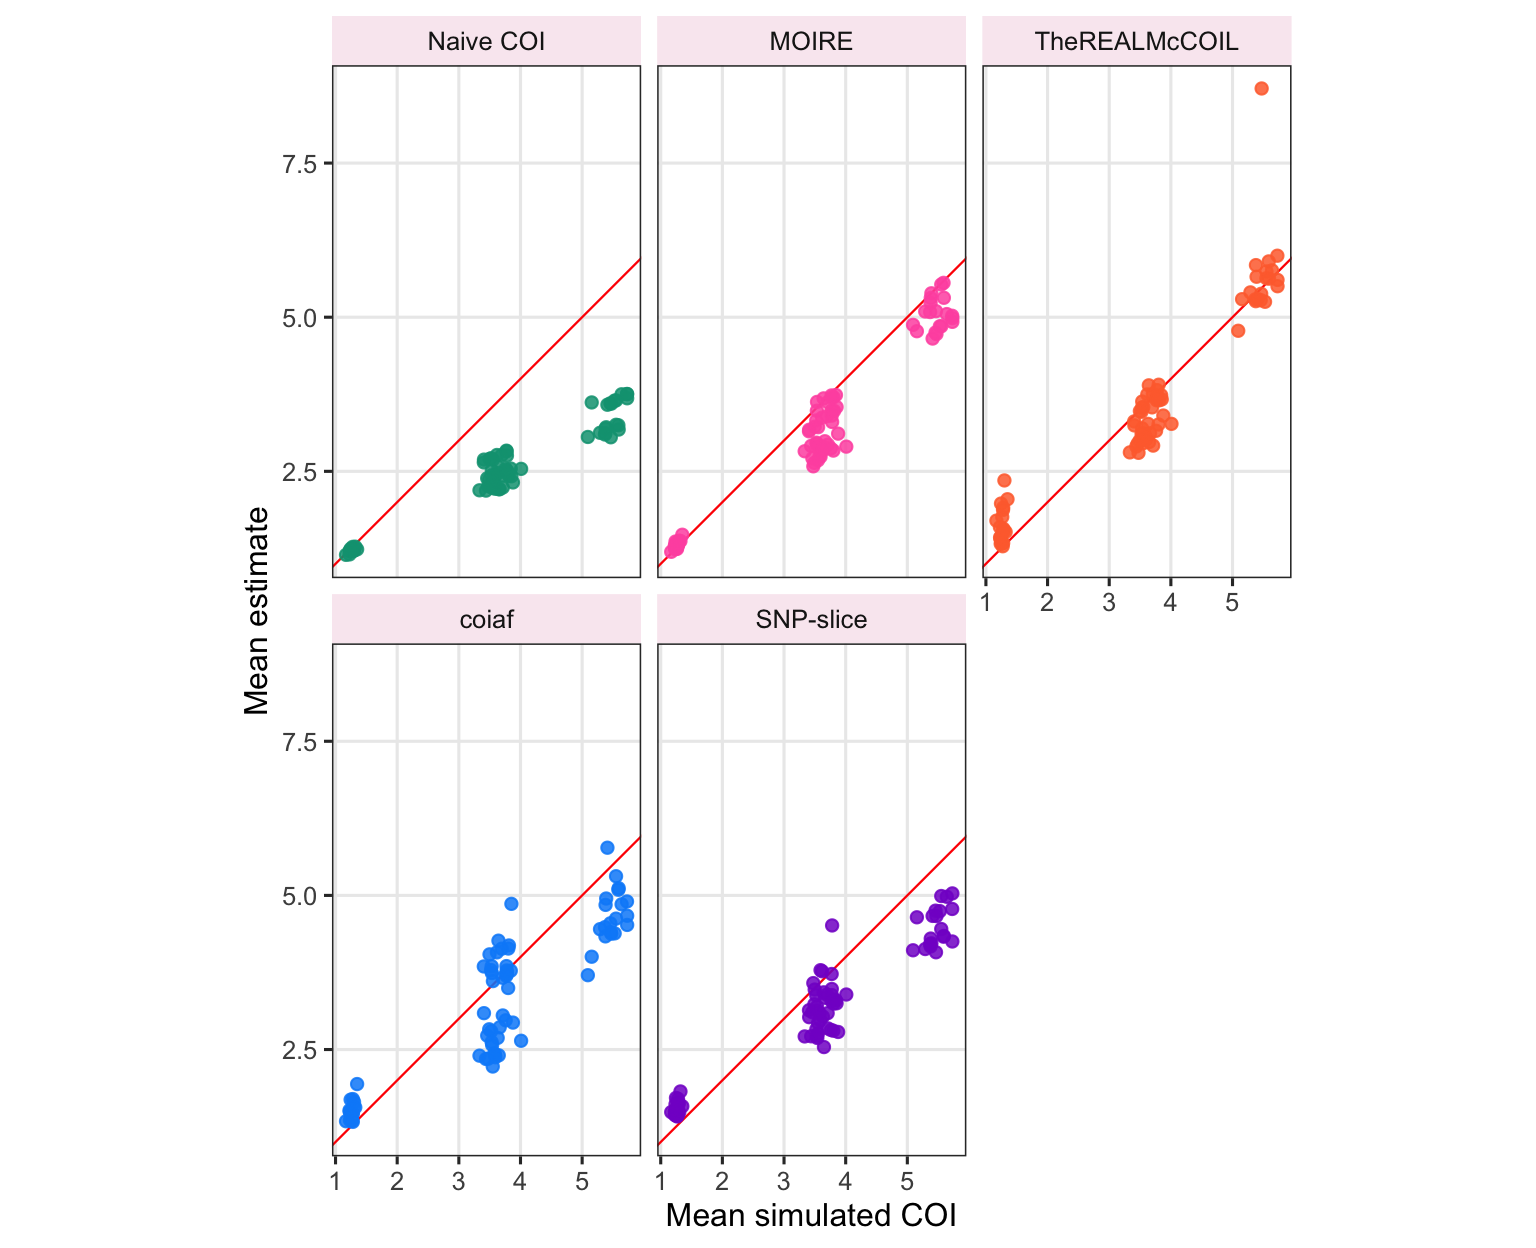 Naive COI
MOIRE
TheREALMcCOIL
7.5
5.0
2.5
1 2 3 4 5
Mean estimate
coiaf
SNP-slice
7.5
5.0
2.5
1 2 3 4 5
1 2 3 4 5
Mean simulated COI